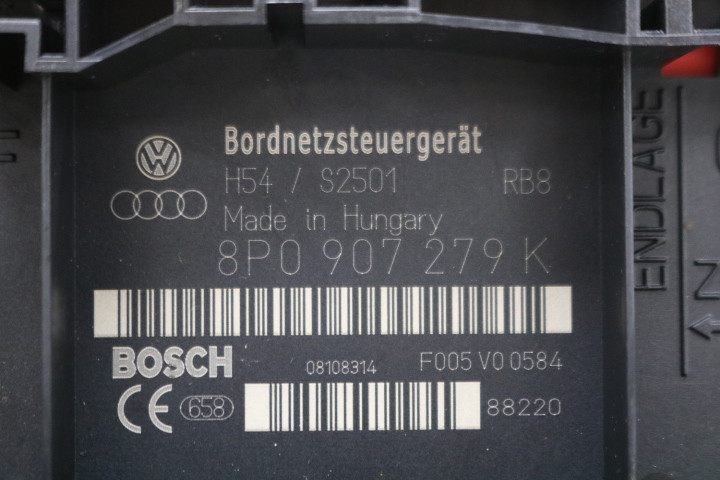 Bordnetzsteuergerät
H54 / S2501 RB8
Made in Hungary
8P0 907 279 K
BOSCH 08108314 F005 V0 0584
CE 658 88220
ENDLAGE